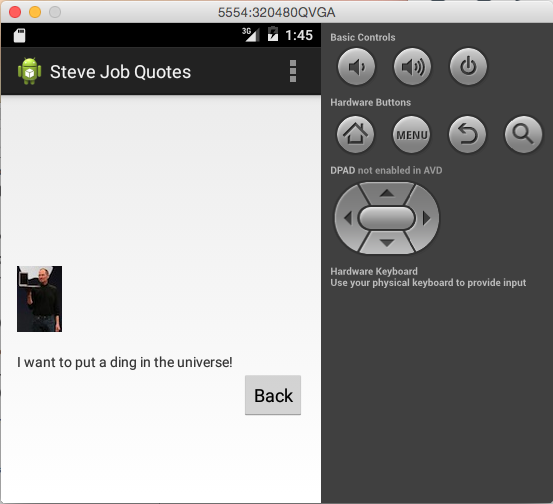 5554:320480QVGA
3G
1:45
Steve Job Quotes
I want to put a ding in the universe!
Back
Basic Controls
Hardware Buttons
MENU
DPAD not enabled in AVD
Hardware Keyboard
Use your physical keyboard to provide input